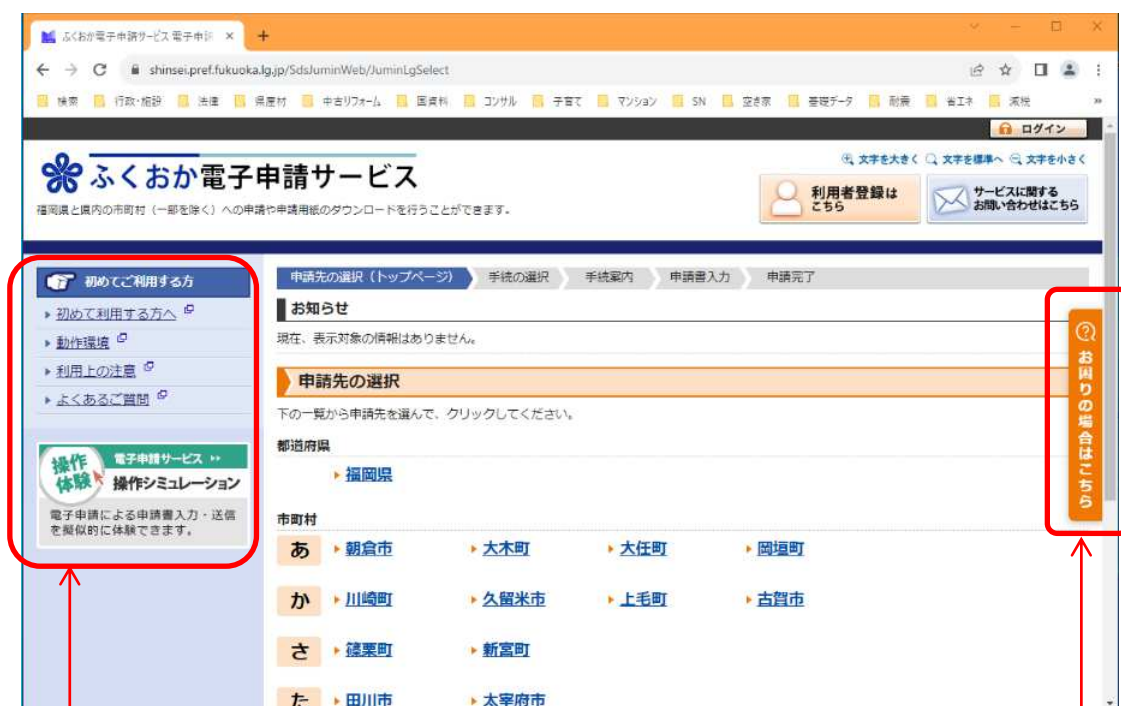 ふくおか電子申請サービス 電子申請
shinsei.pref.fukuoka.lg.jp/SdsJuminWeb/JuminLgSelect
検索 行政・施設 法律 県産材 中古リフォーム 国資料 コンサル 子育て マンション SN 空き家 基礎データ 耐震 省エネ 減税
ログイン
文字を大きく 文字を標準へ 文字を小さく
ふくおか電子申請サービス
福岡県と県内の市町村（一部を除く）への申請や申請用紙のダウンロードを行うことができます。
利用者登録は
こちら
サービスに関する
お問い合わせはこちら
初めてご利用する方
初めて利用する方へ
動作環境
利用上の注意
よくあるご質問
操作
体験
電子申請サービス
操作シミュレーション
電子申請による申請書入力・送信
を擬似的に体験できます。
申請先の選択（トップページ） 手続の選択 手続案内 申請書入力 申請完了
お知らせ
現在、表示対象の情報はありません。
申請先の選択
下の一覧から申請先を選んで、クリックしてください。
都道府県
福岡県
市町村
あ 朝倉市 大木町 大任町 岡垣町
か 川崎町 久留米市 上毛町 古賀市
さ 篠栗町 新宮町
た 田川市 太宰府市
お困りの場合はこちら